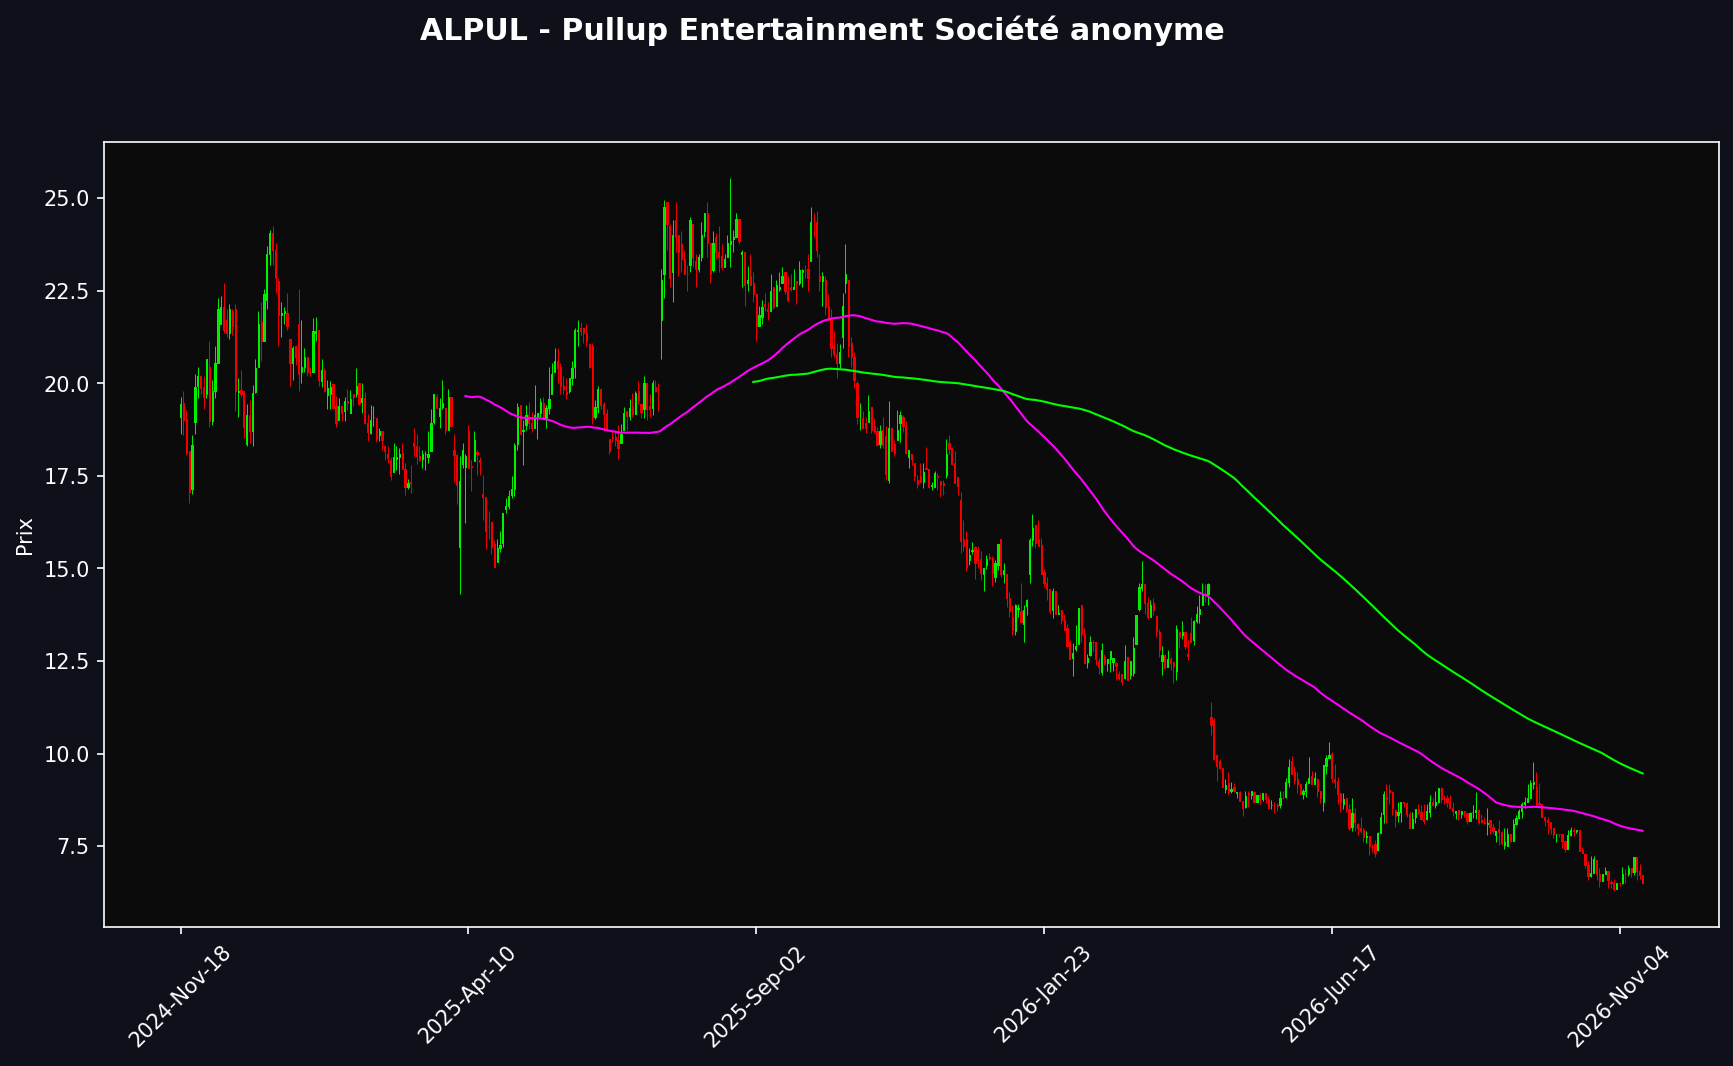 ALPUL - Pullup Entertainment Société anonyme
Prix
25.0
22.5
20.0
17.5
15.0
12.5
10.0
7.5
2024-Nov-18
2025-Apr-10
2025-Sep-02
2026-Jan-23
2026-Jun-17
2026-Nov-04